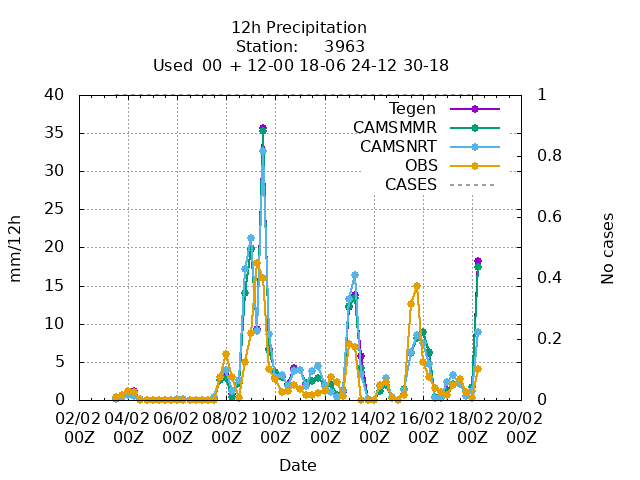 12h Precipitation
Station: 3963
Used 00 + 12-00 18-06 24-12 30-18
40
35
30
25
20
15
10
5
0
1
0.8
0.6
0.4
0.2
0
Tegen
CAMSMMR
CAMSNRT
OBS
CASES
mm/12h
No cases
02/02 04/02 06/02 08/02 10/02 12/02 14/02 16/02 18/02 20/02
00Z 00Z 00Z 00Z 00Z 00Z 00Z 00Z 00Z 00Z
Date